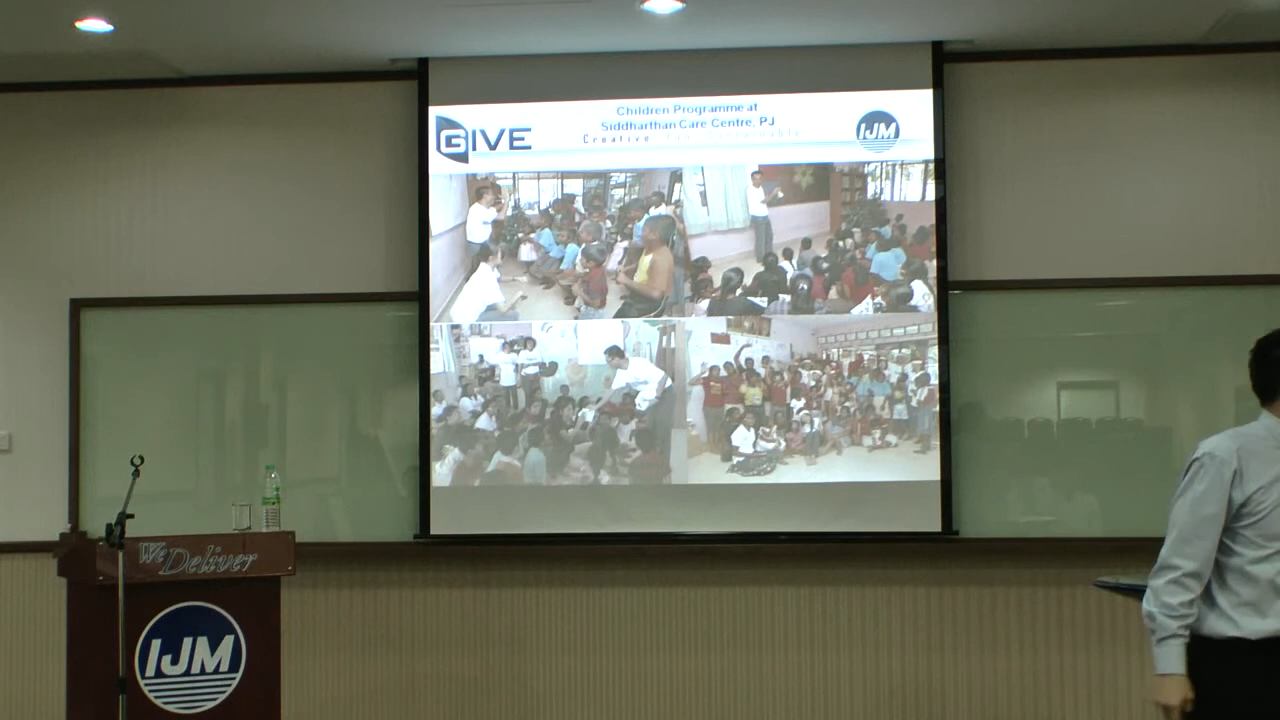 Children Programme at
Siddharthan Care Centre, PJ
GIVE
Creative
IJM
We Deliver
IJM